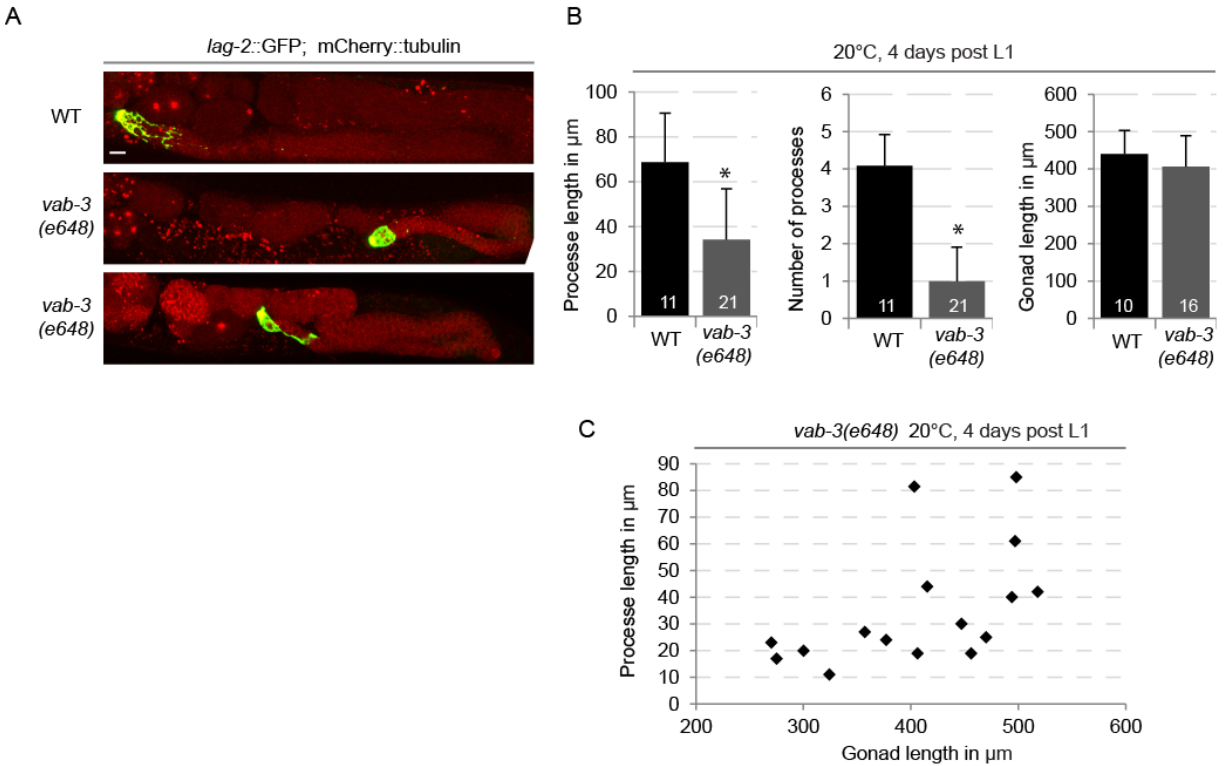 A
lag-2::GFP; mCherry::tubulin
WT
vab-3
(e648)
vab-3
(e648)
B
20°C, 4 days post L1
Processe length in µm
100
80
60
40
20
0
*
11
21
WT
vab-3
(e648)
Number of processes
6
5
4
3
2
1
0
*
11
21
WT
vab-3
(e648)
Gonad length in µm
600
500
400
300
200
100
0
10
16
WT
vab-3
(e648)
C
vab-3(e648) 20°C, 4 days post L1
Processe length in µm
90
80
70
60
50
40
30
20
10
0
200
300
400
500
600
Gonad length in µm